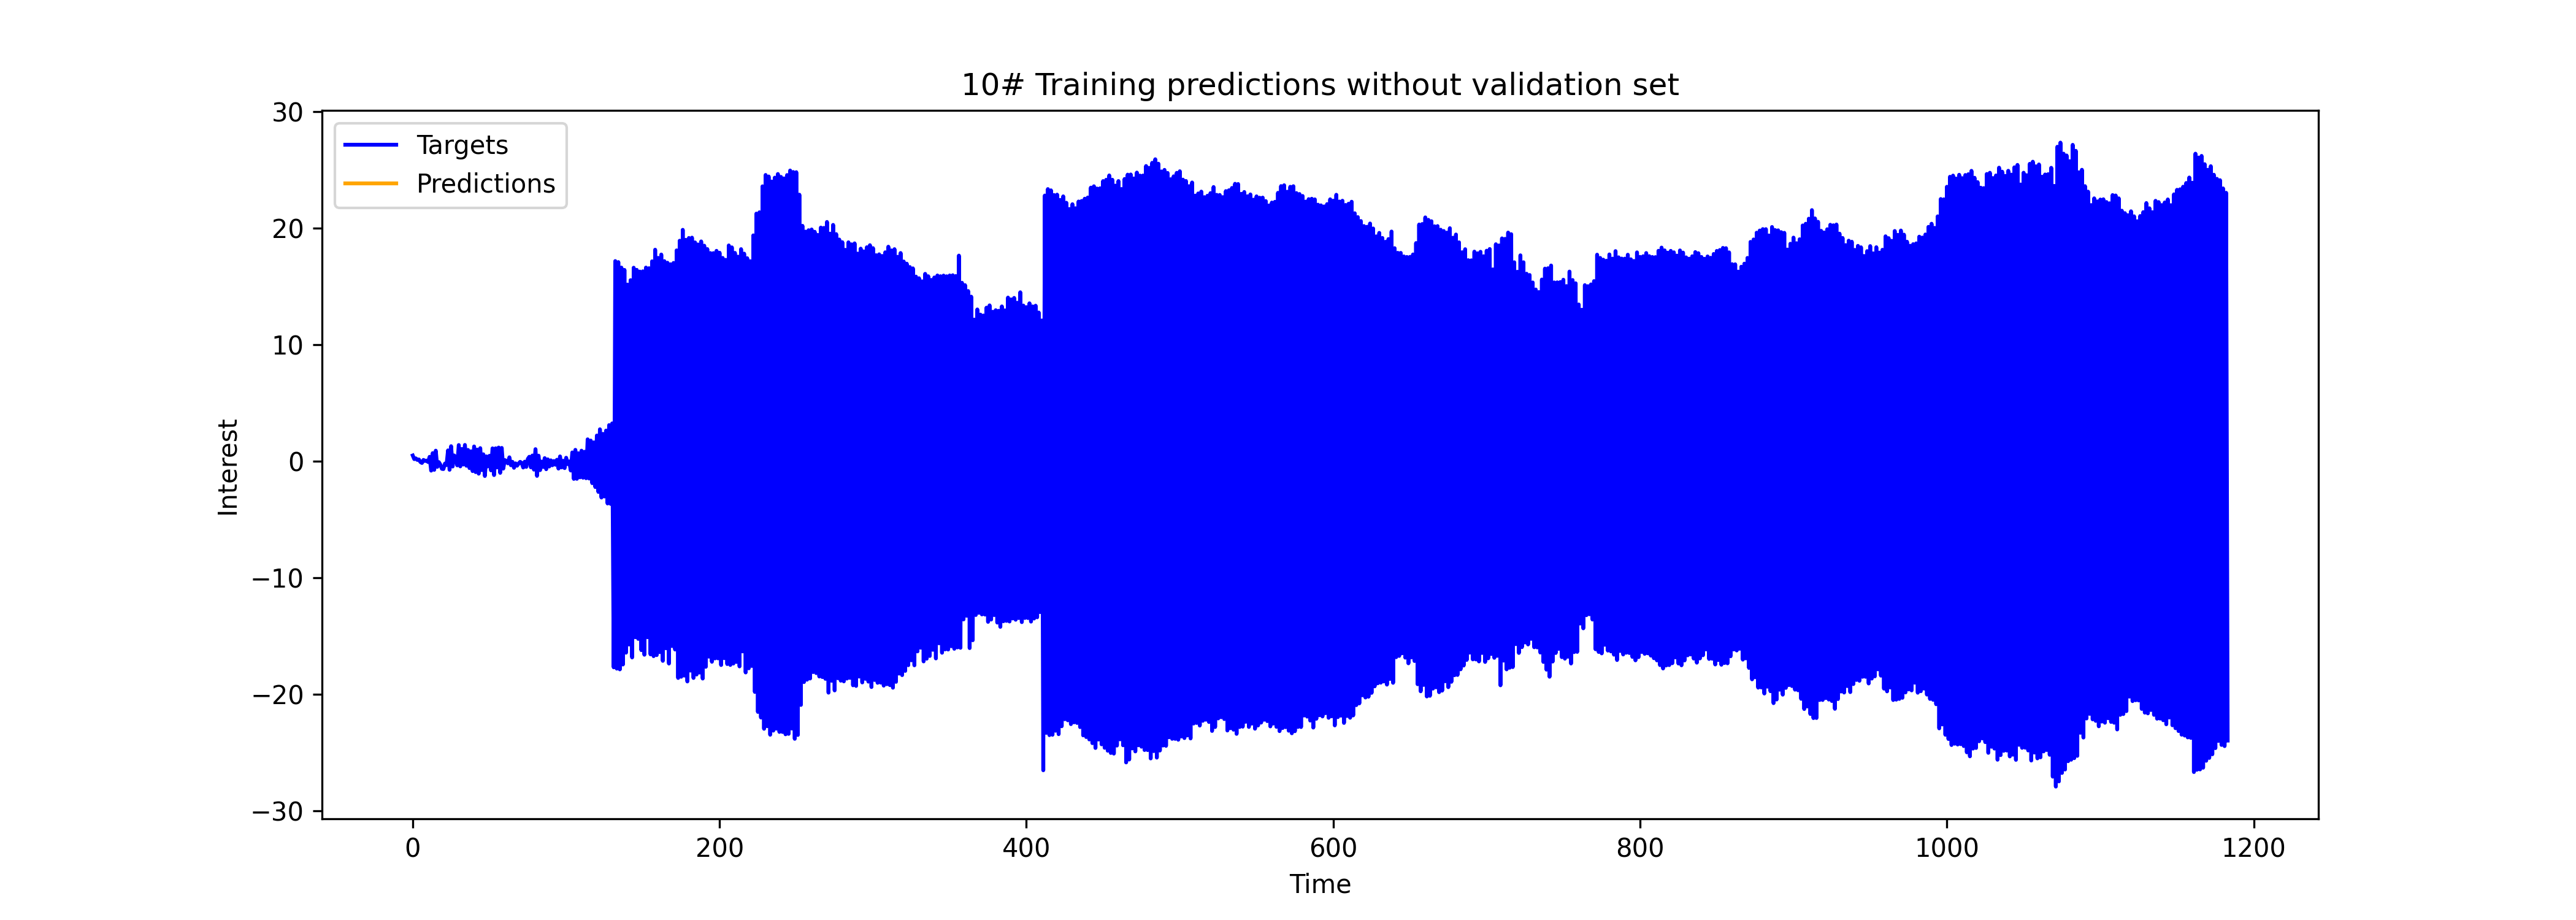 10# Training predictions without validation set
30
20
10
0
−10
−20
−30
Interest
Targets
Predictions
0 200 400 600 800 1000 1200
Time